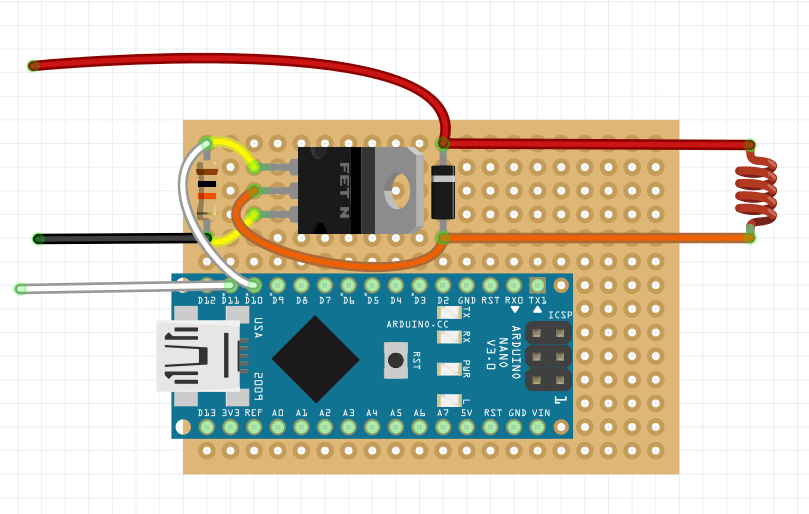 FET N
D12 D11 D10 D9 D8 D7 D6 D5 D4 D3 D2 GND RST RX0 TX1
USA
2009
ARDUINO.CC
RST
TX
RX
PWR
L
ARDUINO
NANO
V3.0
ICSP
1
D13 3V3 REF A0 A1 A2 A3 A4 A5 A6 A7 5V RST GND VIN